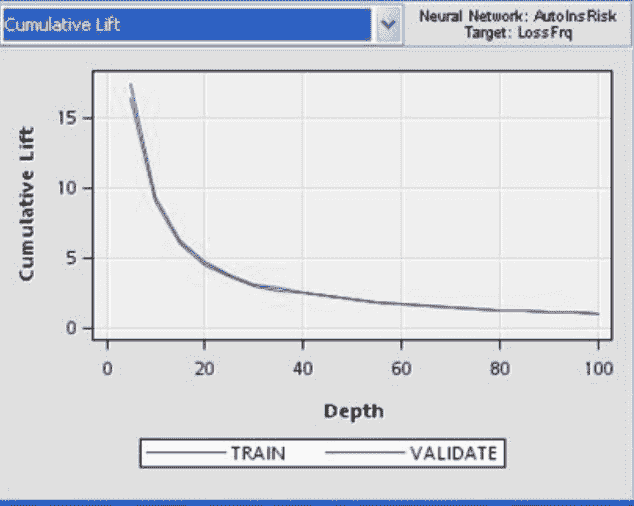 Cumulative Lift
Neural Network: AutoInsRisk
Target: LossFrq
Cumulative Lift
15
10
5
0
0 20 40 60 80 100
Depth
TRAIN VALIDATE